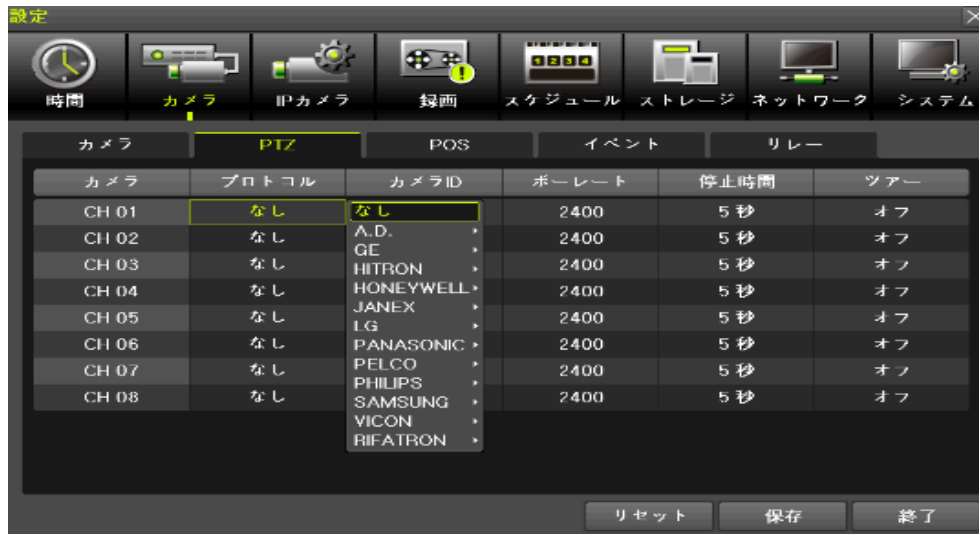 設定
時間 カメラ IPカメラ 録画 スケジュール ストレージ ネットワーク システム
カメラ PTZ POS イベント リレー
カメラ プロトコル カメラID ボーレート 停止時間 ツアー
CH 01 なし なし 2400 5 秒 オフ
CH 02 なし A.D. 2400 5 秒 オフ
GE
CH 03 なし HITRON 2400 5 秒 オフ
CH 04 なし HONEYWELL 2400 5 秒 オフ
JANEX
CH 05 なし LG 2400 5 秒 オフ
CH 06 なし PANASONIC 2400 5 秒 オフ
CH 07 なし PELCO 2400 5 秒 オフ
PHILIPS
CH 08 なし SAMSUNG 2400 5 秒 オフ
VICON
RIFATRON
リセット 保存 終了